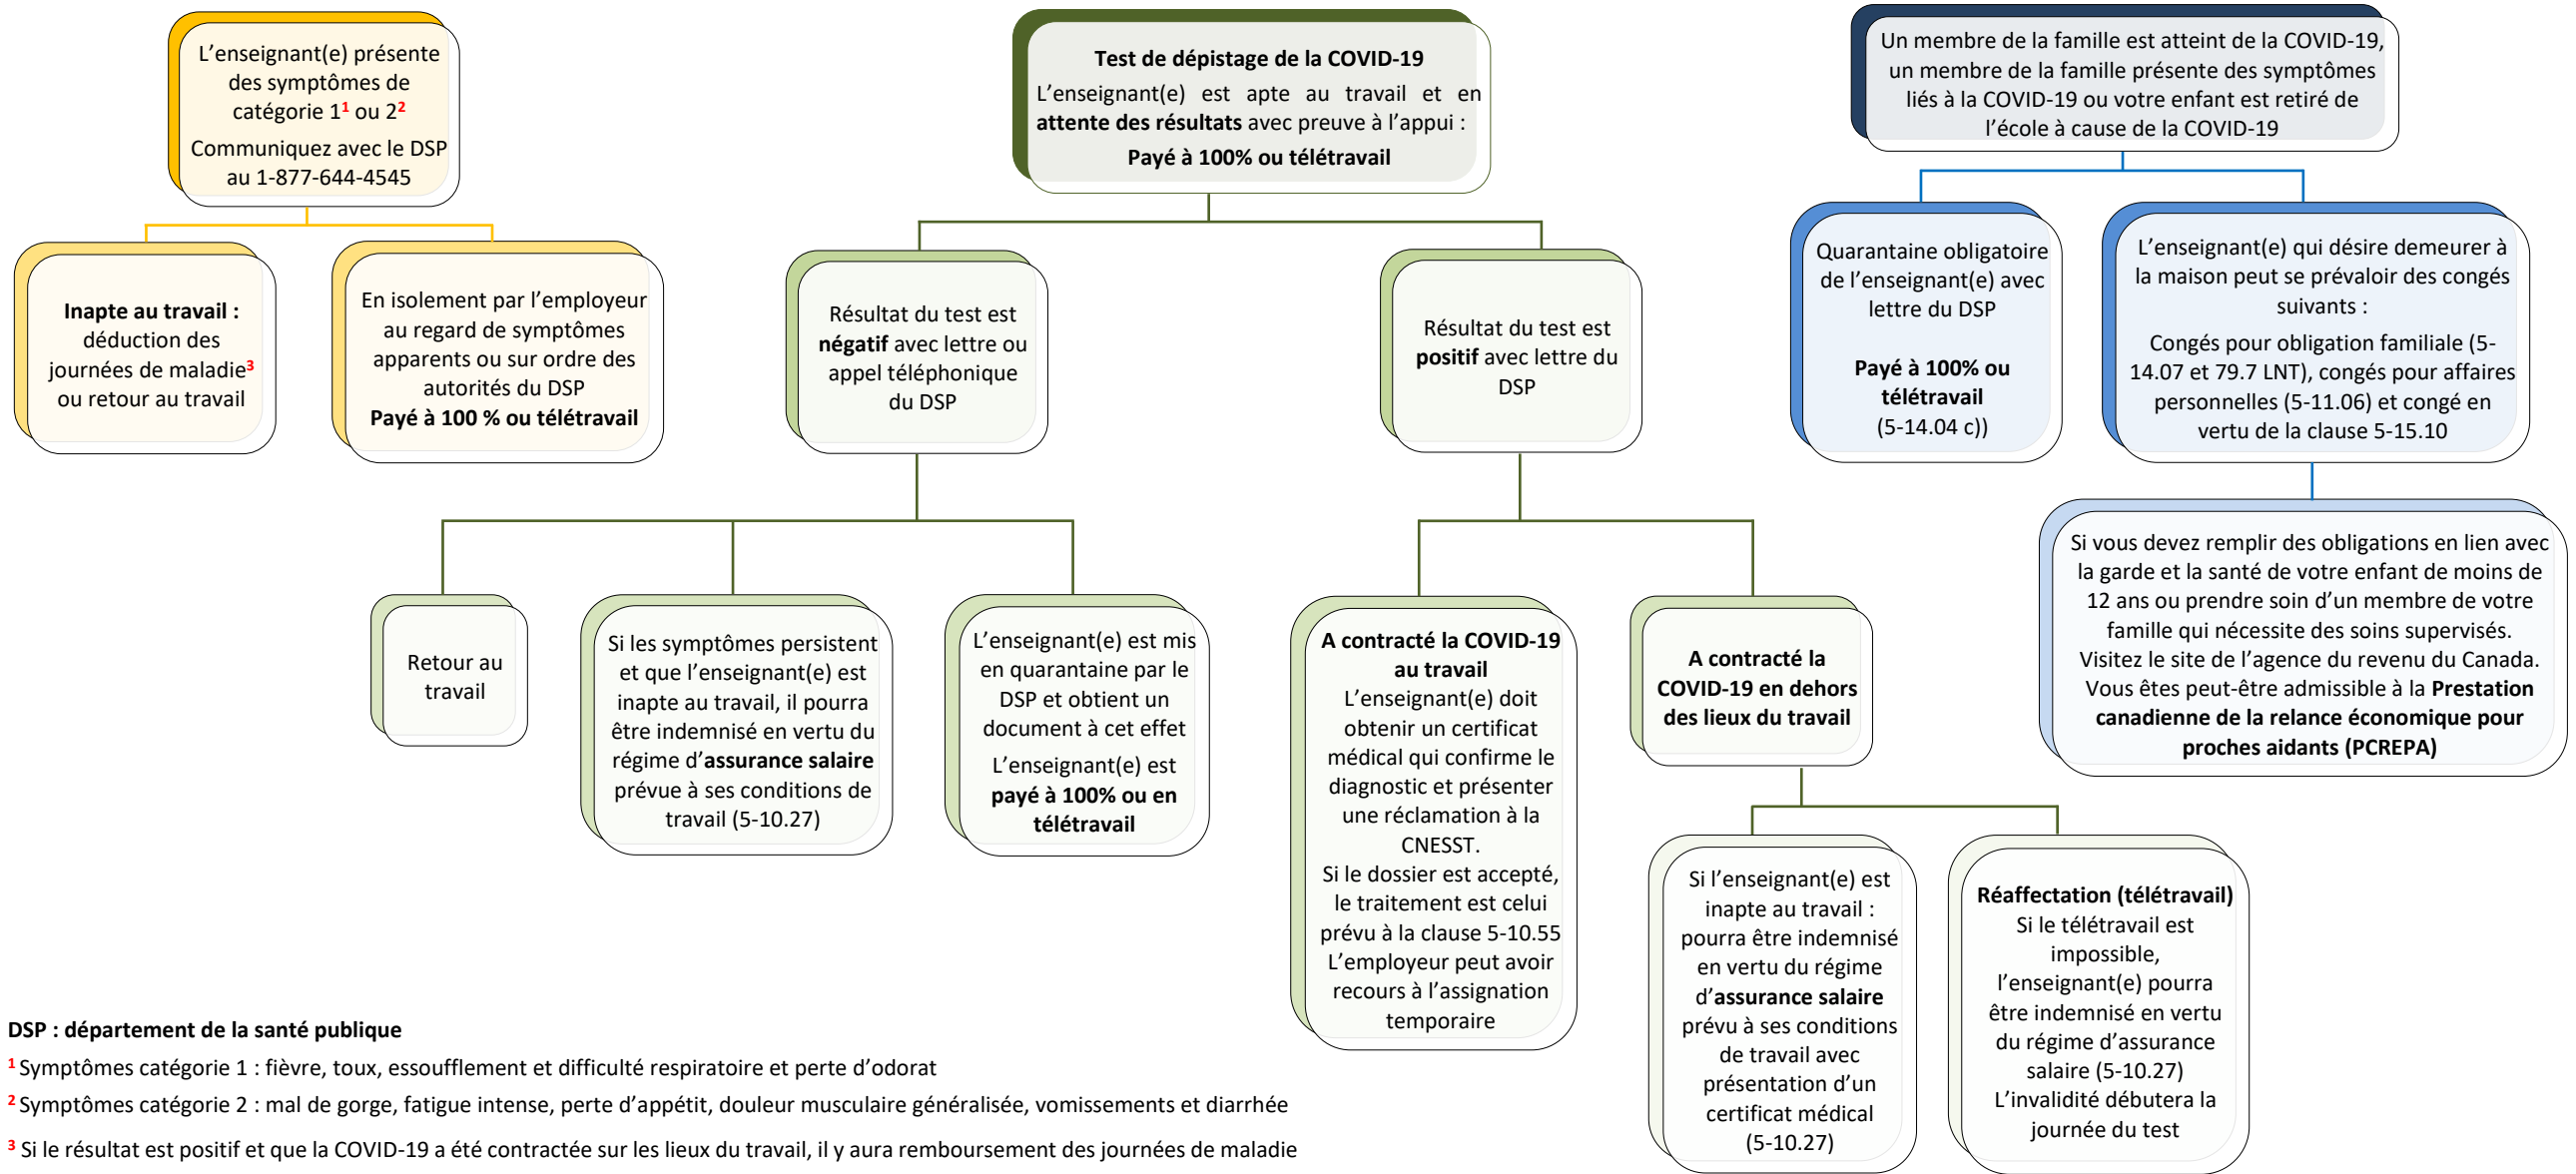 L'enseignant(e) présente
des symptômes de
catégorie 1¹ ou 2²
Communiquez avec le DSP
au 1-877-644-4545
Inapte au travail :
déduction des
journées de maladie³
ou retour au travail
En isolement par l'employeur
au regard de symptômes
apparents ou sur ordre des
autorités du DSP
Payé à 100 % ou télétravail
Test de dépistage de la COVID-19
L'enseignant(e) est apte au travail et en
attente des résultats avec preuve à l'appui :
Payé à 100% ou télétravail
Résultat du test est
négatif avec lettre ou
appel téléphonique
du DSP
Résultat du test est
positif avec lettre du
DSP
Retour au
travail
Si les symptômes persistent
et que l'enseignant(e) est
inapte au travail, il pourra
être indemnisé en vertu du
régime d'assurance salaire
prévue à ses conditions de
travail (5-10.27)
L'enseignant(e) est mis
en quarantaine par le
DSP et obtient un
document à cet effet
L'enseignant(e) est
payé à 100% ou en
télétravail
A contracté la COVID-19
au travail
L'enseignant(e) doit
obtenir un certificat
médical qui confirme le
diagnostic et présenter
une réclamation à la
CNESST.
Si le dossier est accepté,
le traitement est celui
prévu à la clause 5-10.55
L'employeur peut avoir
recours à l'assignation
temporaire
A contracté la
COVID-19 en dehors
des lieux du travail
Si l'enseignant(e) est
inapte au travail :
pourra être indemnisé
en vertu du régime
d'assurance salaire
prévu à ses conditions
de travail avec
présentation d'un
certificat médical
(5-10.27)
Réaffectation (télétravail)
Si le télétravail est
impossible,
l'enseignant(e) pourra
être indemnisé en vertu
du régime d'assurance
salaire (5-10.27)
L'invalidité débutera la
journée du test
Un membre de la famille est atteint de la COVID-19,
un membre de la famille présente des symptômes
liés à la COVID-19 ou votre enfant est retiré de
l'école à cause de la COVID-19
Quarantaine obligatoire
de l'enseignant(e) avec
lettre du DSP
Payé à 100% ou
télétravail
(5-14.04 c))
L'enseignant(e) qui désire demeurer à
la maison peut se prévaloir des congés
suivants :
Congés pour obligation familiale (5-
14.07 et 79.7 LNT), congés pour affaires
personnelles (5-11.06) et congé en
vertu de la clause 5-15.10
Si vous devez remplir des obligations en lien avec
la garde et la santé de votre enfant de moins de
12 ans ou prendre soin d'un membre de votre
famille qui nécessite des soins supervisés.
Visitez le site de l'agence du revenu du Canada.
Vous êtes peut-être admissible à la Prestation
canadienne de la relance économique pour
proches aidants (PCREPA)
DSP : département de la santé publique
¹ Symptômes catégorie 1 : fièvre, toux, essoufflement et difficulté respiratoire et perte d'odorat
² Symptômes catégorie 2 : mal de gorge, fatigue intense, perte d'appétit, douleur musculaire généralisée, vomissements et diarrhée
³ Si le résultat est positif et que la COVID-19 a été contractée sur les lieux du travail, il y aura remboursement des journées de maladie